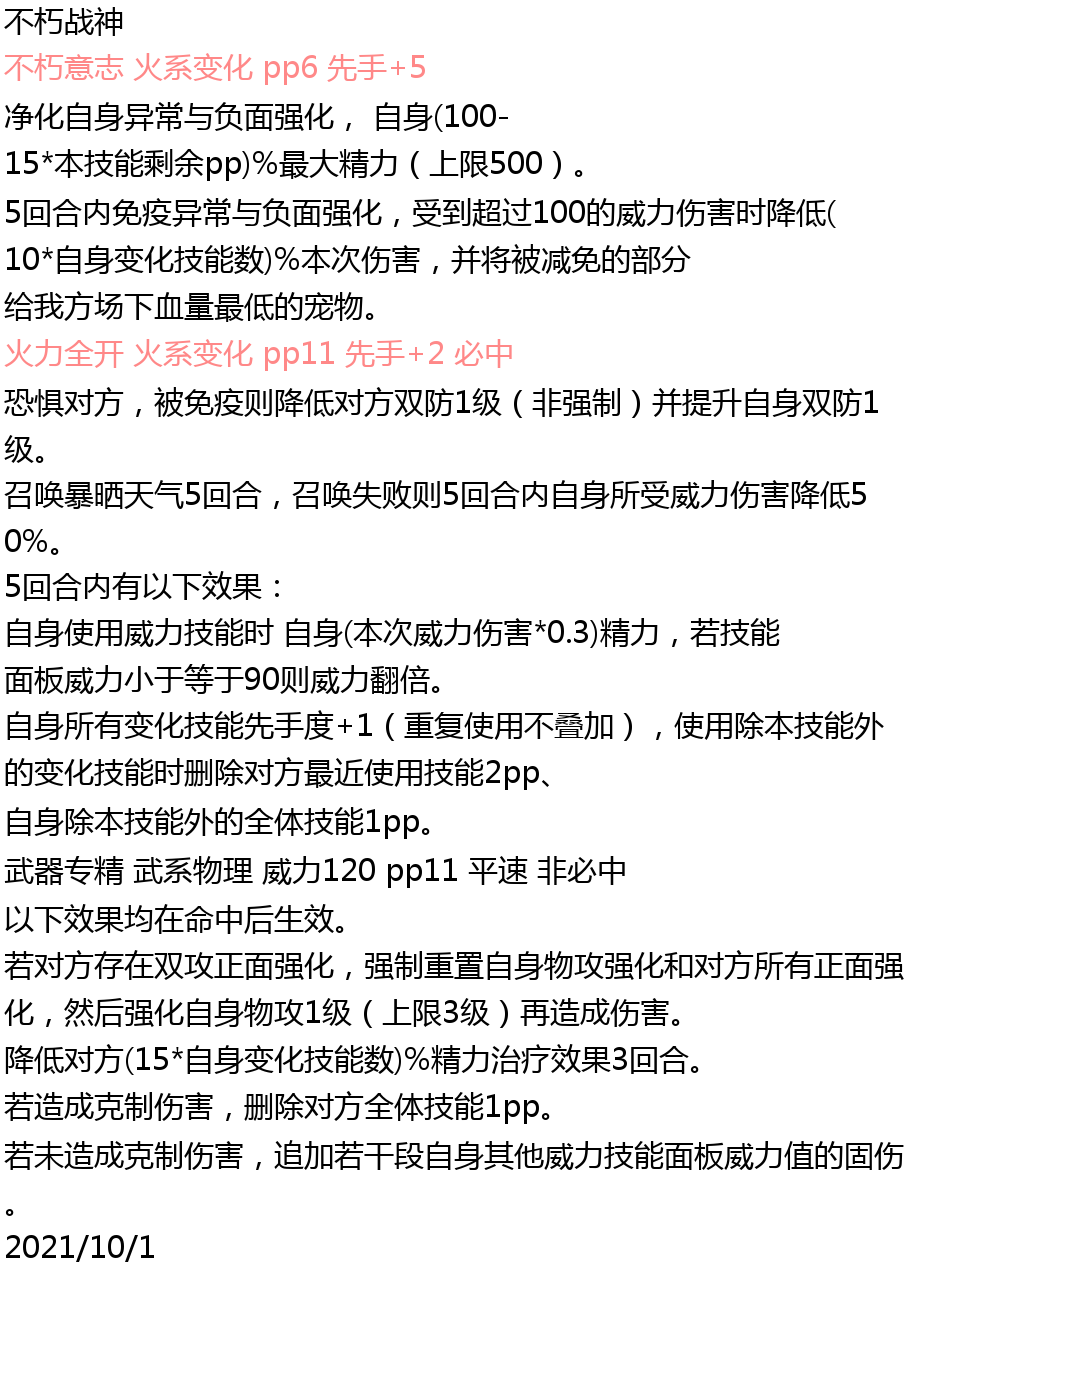 不朽战神
不朽意志 火系变化 pp6 先手+5
净化自身异常与负面强化， 自身(100-
15*本技能剩余pp)%最大精力（上限500）。
5回合内免疫异常与负面强化，受到超过100的威力伤害时降低(
10*自身变化技能数)%本次伤害，并将被减免的部分
给我方场下血量最低的宠物。
火力全开 火系变化 pp11 先手+2 必中
恐惧对方，被免疫则降低对方双防1级（非强制）并提升自身双防1
级。
召唤暴晒天气5回合，召唤失败则5回合内自身所受威力伤害降低5
0%。
5回合内有以下效果：
自身使用威力技能时 自身(本次威力伤害*0.3)精力，若技能
面板威力小于等于90则威力翻倍。
自身所有变化技能先手度+1（重复使用不叠加），使用除本技能外
的变化技能时删除对方最近使用技能2pp、
自身除本技能外的全体技能1pp。
武器专精 武系物理 威力120 pp11 平速 非必中
以下效果均在命中后生效。
若对方存在双攻正面强化，强制重置自身物攻强化和对方所有正面强
化，然后强化自身物攻1级（上限3级）再造成伤害。
降低对方(15*自身变化技能数)%精力治疗效果3回合。
若造成克制伤害，删除对方全体技能1pp。
若未造成克制伤害，追加若干段自身其他威力技能面板威力值的固伤
。
2021/10/1